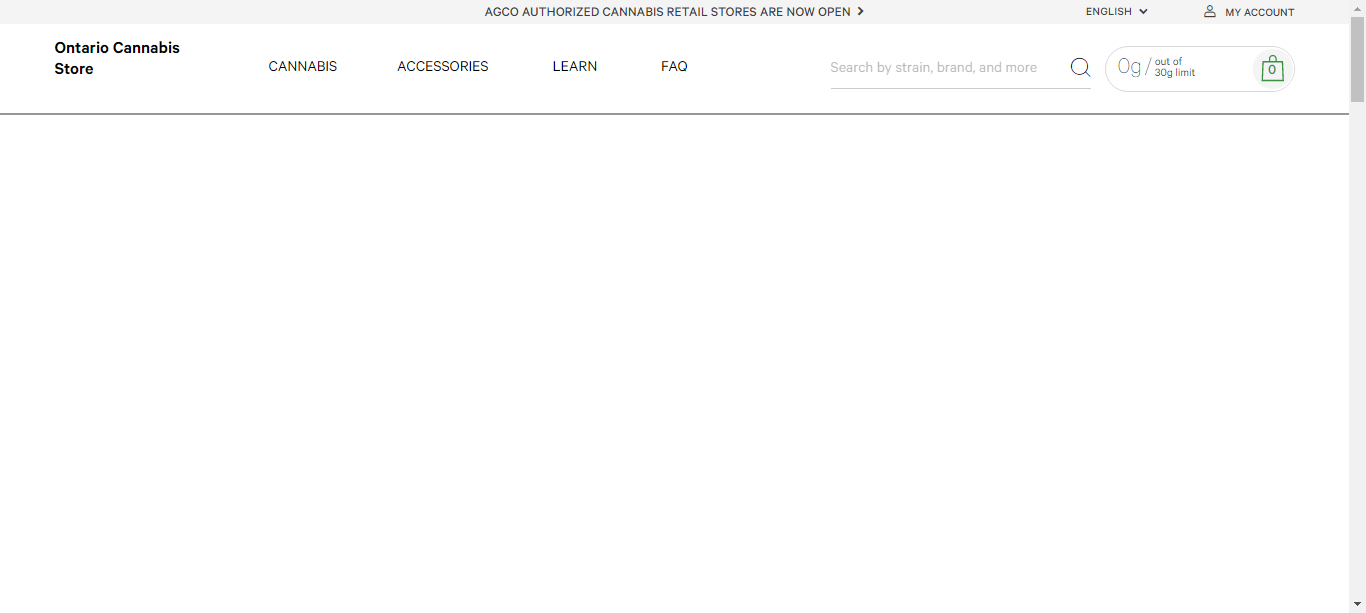 AGCO AUTHORIZED CANNABIS RETAIL STORES ARE NOW OPEN
ENGLISH
MY ACCOUNT
Ontario Cannabis
Store
CANNABIS
ACCESSORIES
LEARN
FAQ
Search by strain, brand, and more
0g / out of
30g limit
0